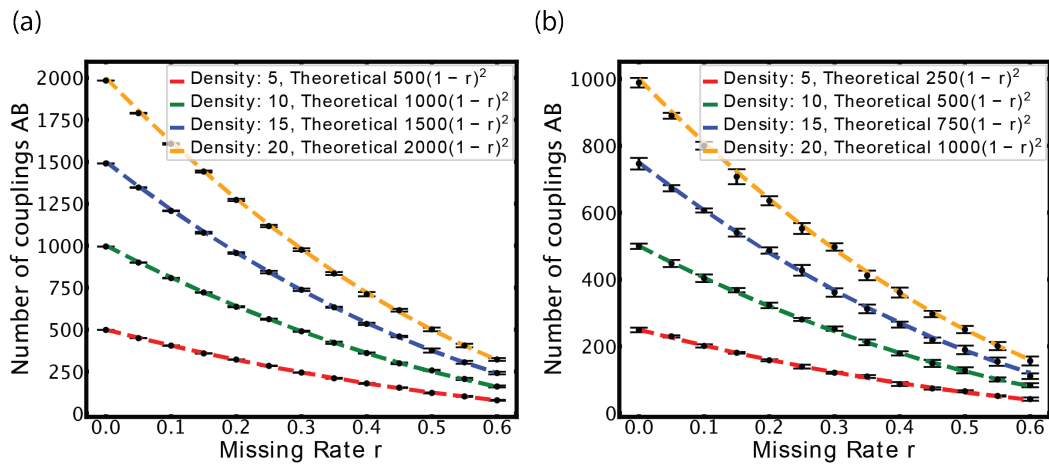 (a)
Density: 5, Theoretical 500(1 − r)²
Density: 10, Theoretical 1000(1 − r)²
Density: 15, Theoretical 1500(1 − r)²
Density: 20, Theoretical 2000(1 − r)²
Number of couplings AB
2000
1750
1500
1250
1000
750
500
250
0
0.0 0.1 0.2 0.3 0.4 0.5 0.6
Missing Rate r
(b)
Density: 5, Theoretical 250(1 − r)²
Density: 10, Theoretical 500(1 − r)²
Density: 15, Theoretical 750(1 − r)²
Density: 20, Theoretical 1000(1 − r)²
Number of couplings AB
1000
800
600
400
200
0
0.0 0.1 0.2 0.3 0.4 0.5 0.6
Missing Rate r